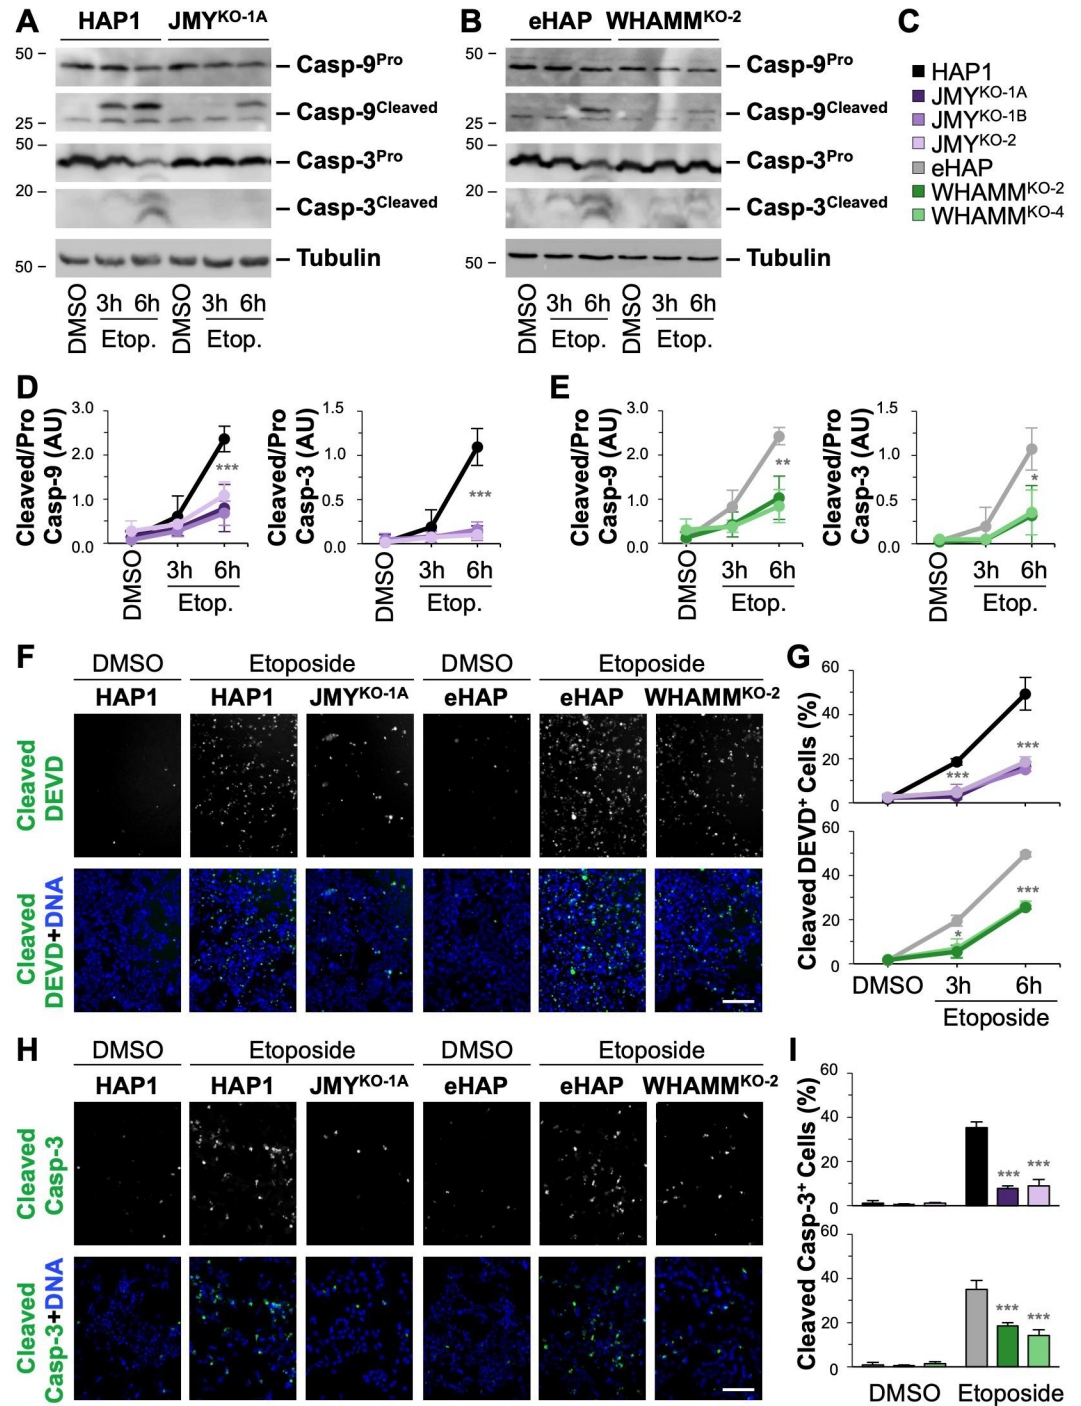 A
HAP1 JMY^KO-1A
50 –
– Casp-9^Pro
– Casp-9^Cleaved
25 –
50 –
– Casp-3^Pro
20 –
– Casp-3^Cleaved
50 –
– Tubulin
DMSO 3h 6h DMSO 3h 6h
Etop. Etop.
B
eHAP WHAMM^KO-2
50 –
– Casp-9^Pro
– Casp-9^Cleaved
25 –
50 –
– Casp-3^Pro
20 –
– Casp-3^Cleaved
50 –
– Tubulin
DMSO 3h 6h DMSO 3h 6h
Etop. Etop.
C
HAP1
JMY^KO-1A
JMY^KO-1B
JMY^KO-2
eHAP
WHAMM^KO-2
WHAMM^KO-4
D
Cleaved/Pro
Casp-9 (AU)
3.0
2.0
1.0
0.0
***
DMSO 3h 6h
Etop.
Cleaved/Pro
Casp-3 (AU)
1.5
1.0
0.5
0.0
***
DMSO 3h 6h
Etop.
E
Cleaved/Pro
Casp-9 (AU)
3.0
2.0
1.0
0.0
**
DMSO 3h 6h
Etop.
Cleaved/Pro
Casp-3 (AU)
1.5
1.0
0.5
0.0
*
DMSO 3h 6h
Etop.
F
DMSO Etoposide DMSO Etoposide
HAP1 HAP1 JMY^KO-1A eHAP eHAP WHAMM^KO-2
Cleaved
DEVD
Cleaved
DEVD+DNA
G
Cleaved DEVD⁺ Cells (%)
60
40
20
0
***
***
60
40
20
0
*
***
DMSO 3h 6h
Etoposide
H
DMSO Etoposide DMSO Etoposide
HAP1 HAP1 JMY^KO-1A eHAP eHAP WHAMM^KO-2
Cleaved
Casp-3
Cleaved
Casp-3+DNA
I
Cleaved Casp-3⁺ Cells (%)
60
40
20
0
*** ***
60
40
20
0
*** ***
DMSO Etoposide